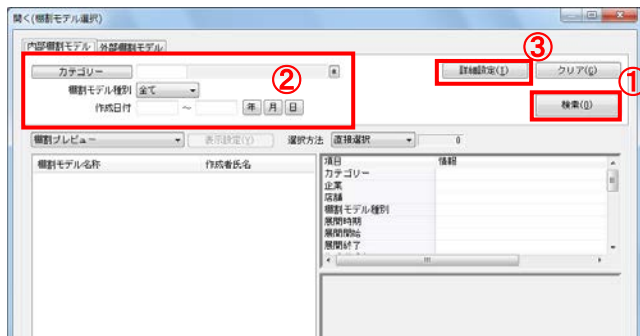 開く(棚割モデル選択)
内部棚割モデル 外部棚割モデル
③
カテゴリー
②
詳細設定(I)
クリア(C)
①
棚割モデル種別 全て
検索(Q)
作成日付 ～ 年 月 日
棚割プレビュー 表示設定(Y) 選択方法 直接選択 0
棚割モデル名称 作成者氏名
項目 情報
カテゴリー
企業
店舗
棚割モデル種別
展開時期
展開開始
展開終了